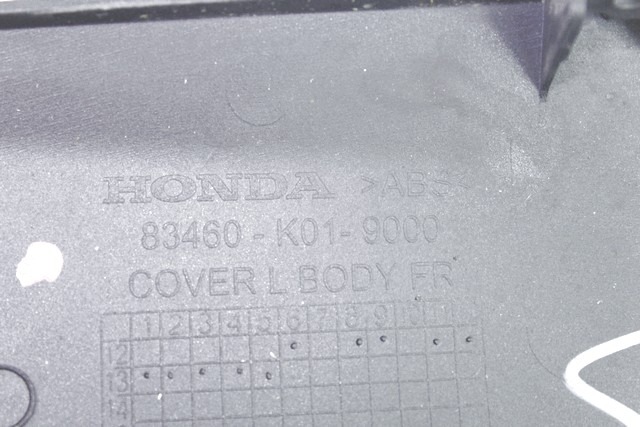 HONDA >ABS<
83460-K01-9000
COVER L BODY FR
1 2 3 4 5 6 7 8 9 10 11 12
12
13
14